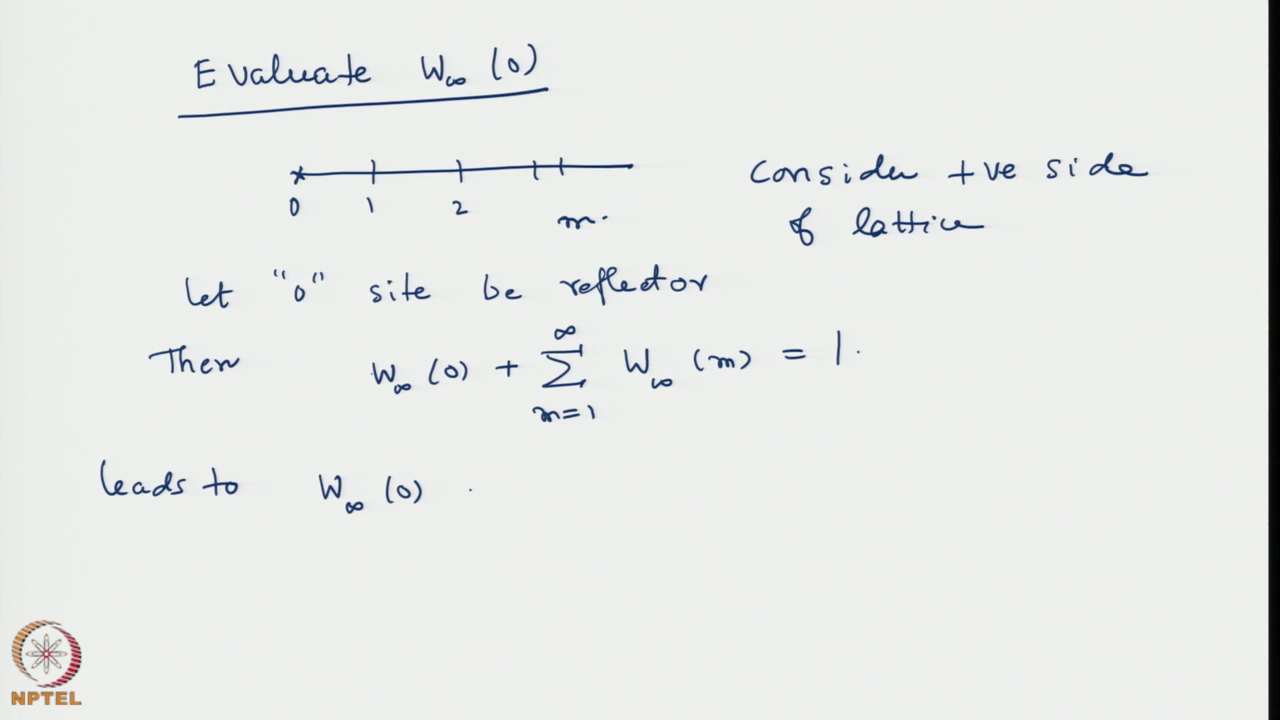 Evaluate W∞ (0)
0 1 2 m.
Consider +ve side
of lattice
Let "0" site be reflector
Then W∞ (0) + ∞ Σ m=1 W∞ (m) = 1.
leads to W∞ (0)
NPTEL